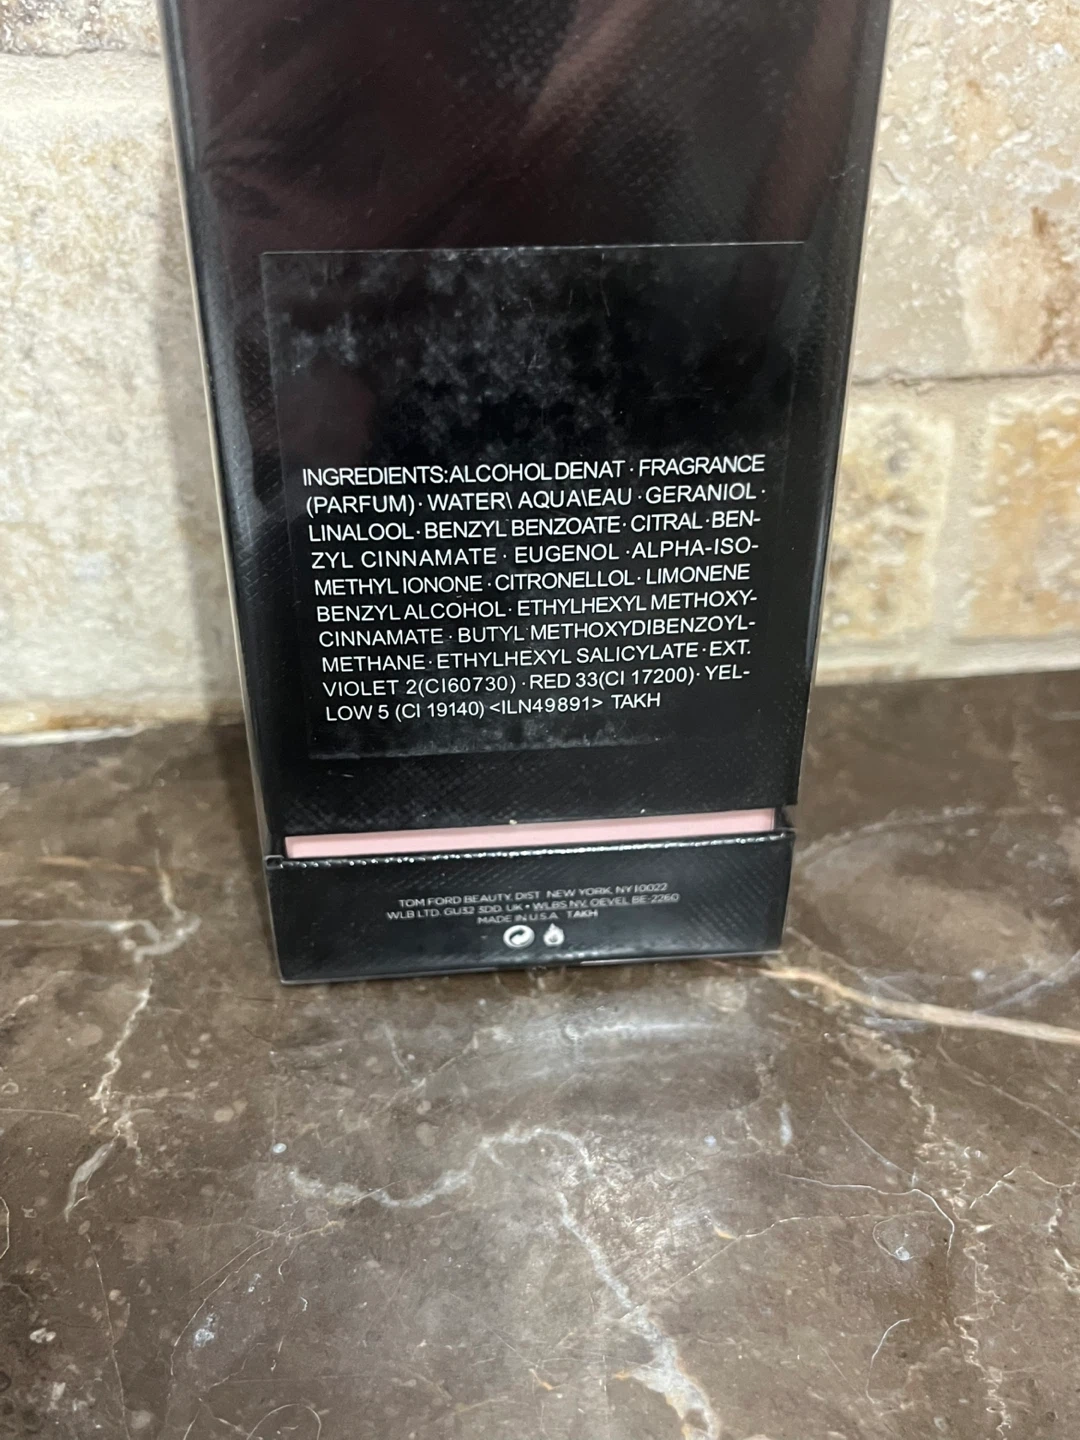 INGREDIENTS:ALCOHOL DENAT · FRAGRANCE
(PARFUM) · WATER\ AQUA\EAU · GERANIOL ·
LINALOOL · BENZYL BENZOATE · CITRAL · BEN-
ZYL CINNAMATE · EUGENOL · ALPHA-ISO-
METHYL IONONE · CITRONELLOL · LIMONENE
BENZYL ALCOHOL · ETHYLHEXYL METHOXY-
CINNAMATE · BUTYL METHOXYDIBENZOYL-
METHANE · ETHYLHEXYL SALICYLATE · EXT.
VIOLET 2(CI60730) · RED 33(CI 17200) · YEL-
LOW 5 (CI 19140) <ILN49891> TAKH
TOM FORD BEAUTY, DIST. NEW YORK, NY 10022
WLB LTD. GU32 3DD. UK • WLBS NV, OEVEL BE-2260
MADE IN U.S.A. TAKH